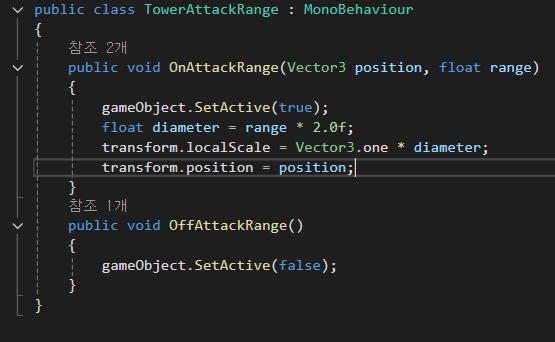 public class TowerAttackRange : MonoBehaviour
{
참조 2개
public void OnAttackRange(Vector3 position, float range)
{
gameObject.SetActive(true);
float diameter = range * 2.0f;
transform.localScale = Vector3.one * diameter;
transform.position = position;
}
참조 1개
public void OffAttackRange()
{
gameObject.SetActive(false);
}
}